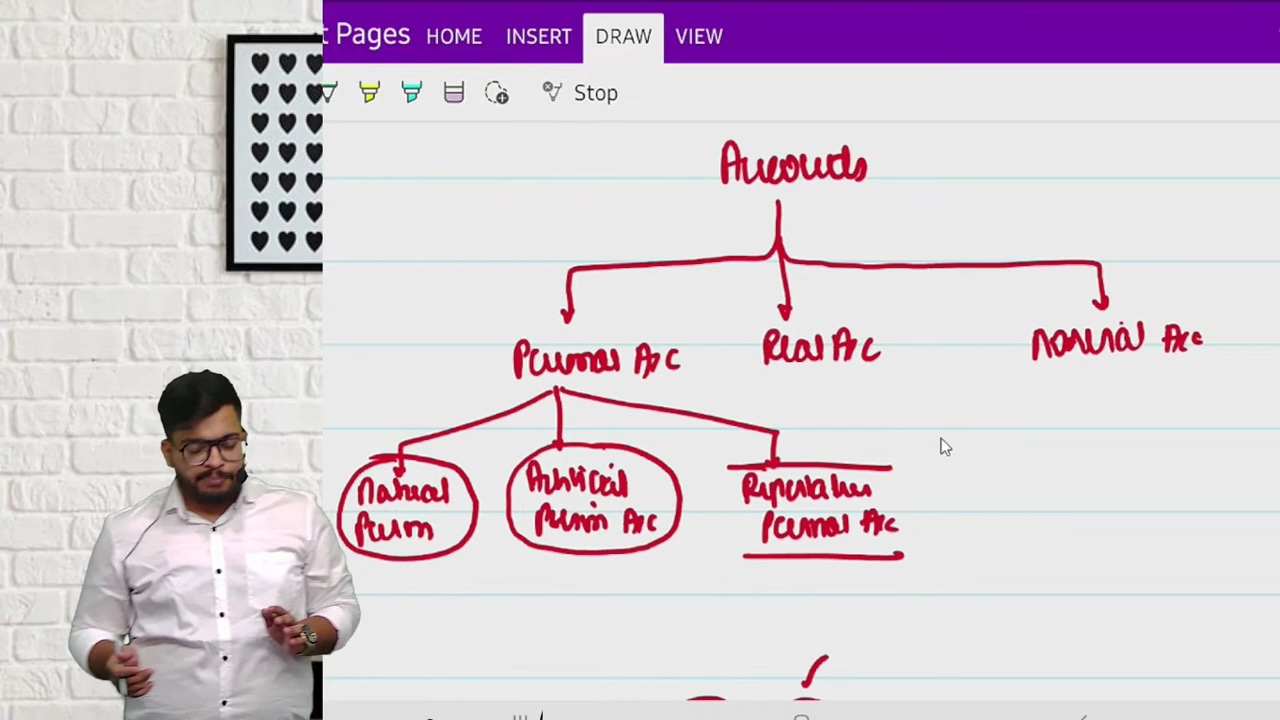 t Pages HOME INSERT DRAW VIEW
Stop
Accounts
Personal A/c Real A/c Nominal A/c
Natural Person
Artificial Person A/c
Representative Personal A/c